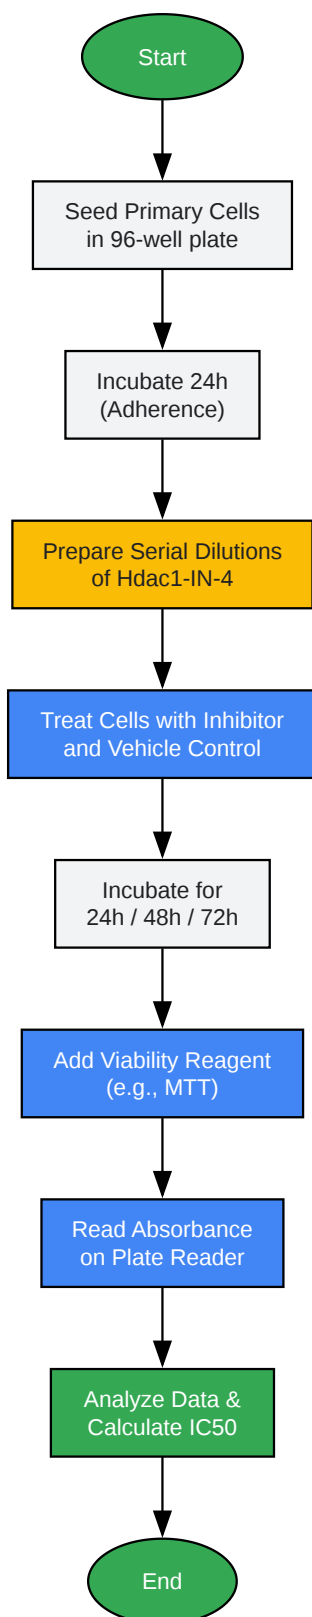 Start
Seed Primary Cells
in 96-well plate
Incubate 24h
(Adherence)
Prepare Serial Dilutions
of Hdac1-IN-4
Treat Cells with Inhibitor
and Vehicle Control
Incubate for
24h / 48h / 72h
Add Viability Reagent
(e.g., MTT)
Read Absorbance
on Plate Reader
Analyze Data &
Calculate IC50
End